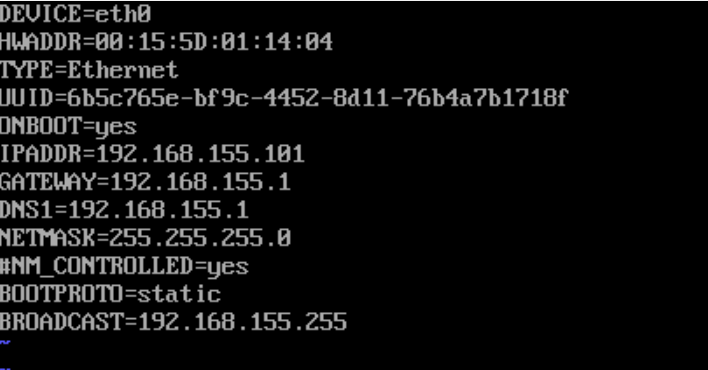 DEVICE=eth0
HWADDR=00:15:5D:01:14:04
TYPE=Ethernet
UUID=6b5c765e-bf9c-4452-8d11-76b4a7b1718f
ONBOOT=yes
IPADDR=192.168.155.101
GATEWAY=192.168.155.1
DNS1=192.168.155.1
NETMASK=255.255.255.0
#NM_CONTROLLED=yes
BOOTPROTO=static
BROADCAST=192.168.155.255
~
~